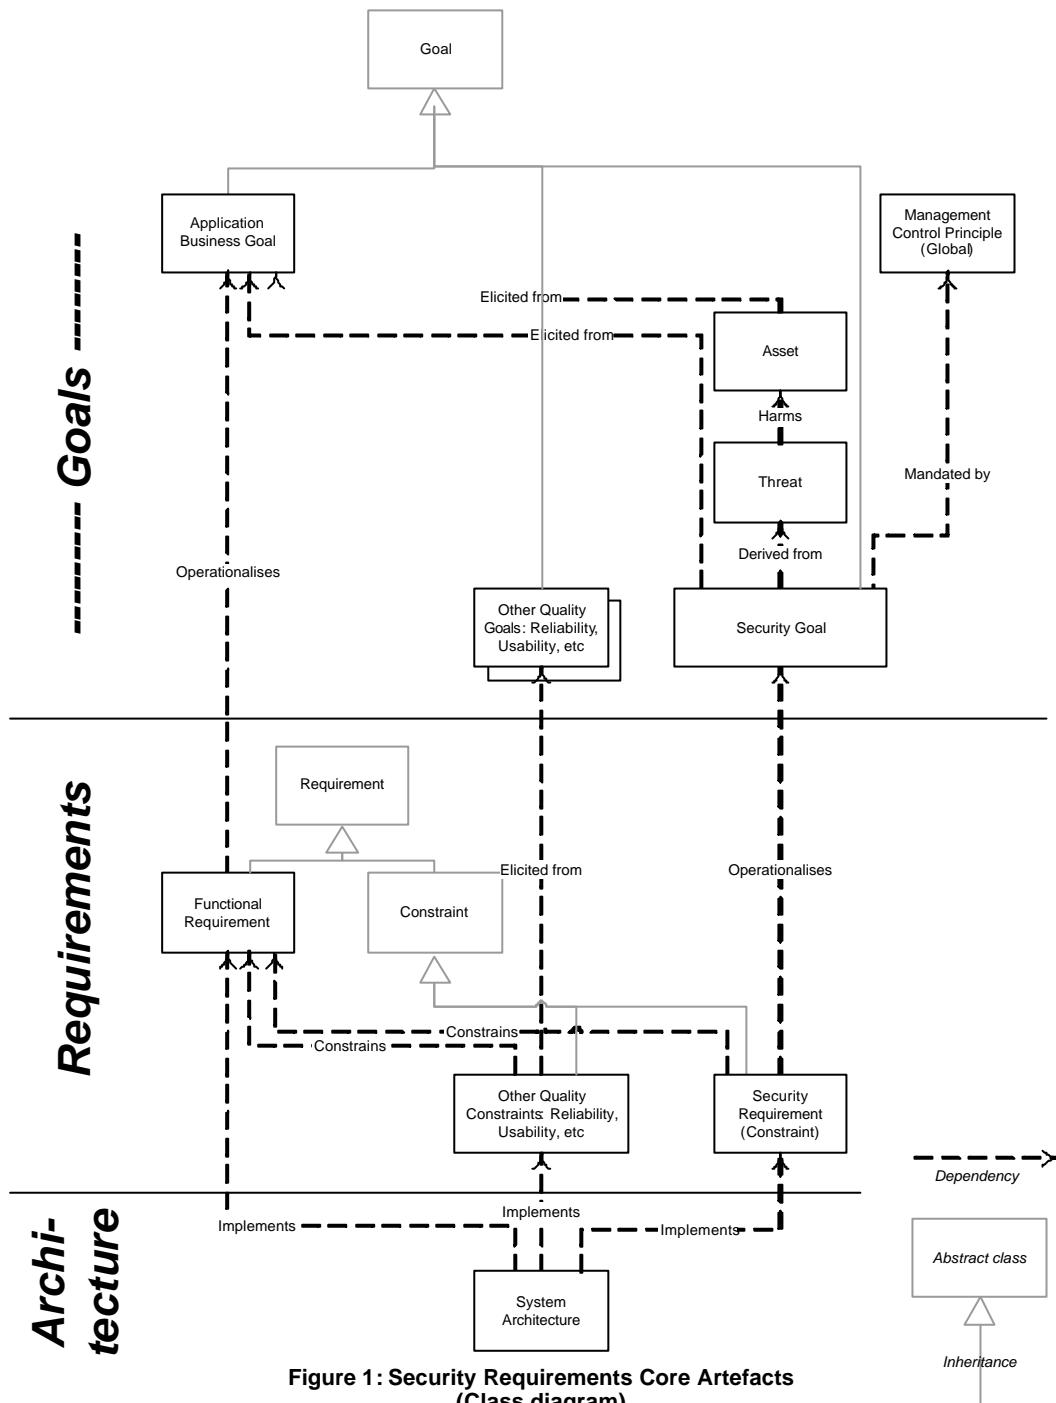 Goal
Application
Business Goal
Management
Control Principle
(Global)
Elicited from
Elicited from
Asset
Harms
Threat
Mandated by
Derived from
Operationalises
Other Quality
Goals: Reliability,
Usability, etc
Security Goal
-------- Goals --------
Requirement
Elicited from
Operationalises
Functional
Requirement
Constraint
Constrains
Constrains
Other Quality
Constraints: Reliability,
Usability, etc
Security
Requirement
(Constraint)
Requirements
Dependency
Implements
Implements
Implements
Abstract class
System
Architecture
Archi-
tecture
Inheritance
Figure 1: Security Requirements Core Artefacts
(Class diagram)